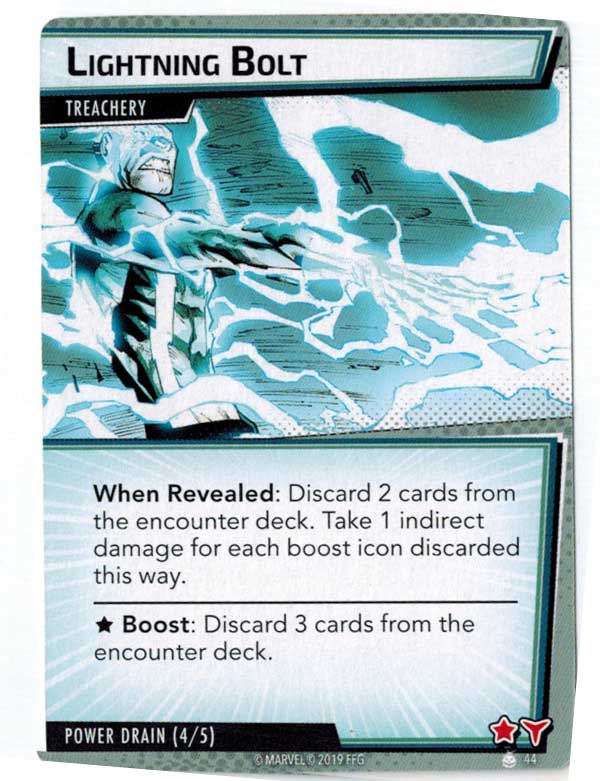 LIGHTNING BOLT
TREACHERY
When Revealed: Discard 2 cards from
the encounter deck. Take 1 indirect
damage for each boost icon discarded
this way.
★ Boost: Discard 3 cards from the
encounter deck.
POWER DRAIN (4/5)
© MARVEL © 2019 FFG
44